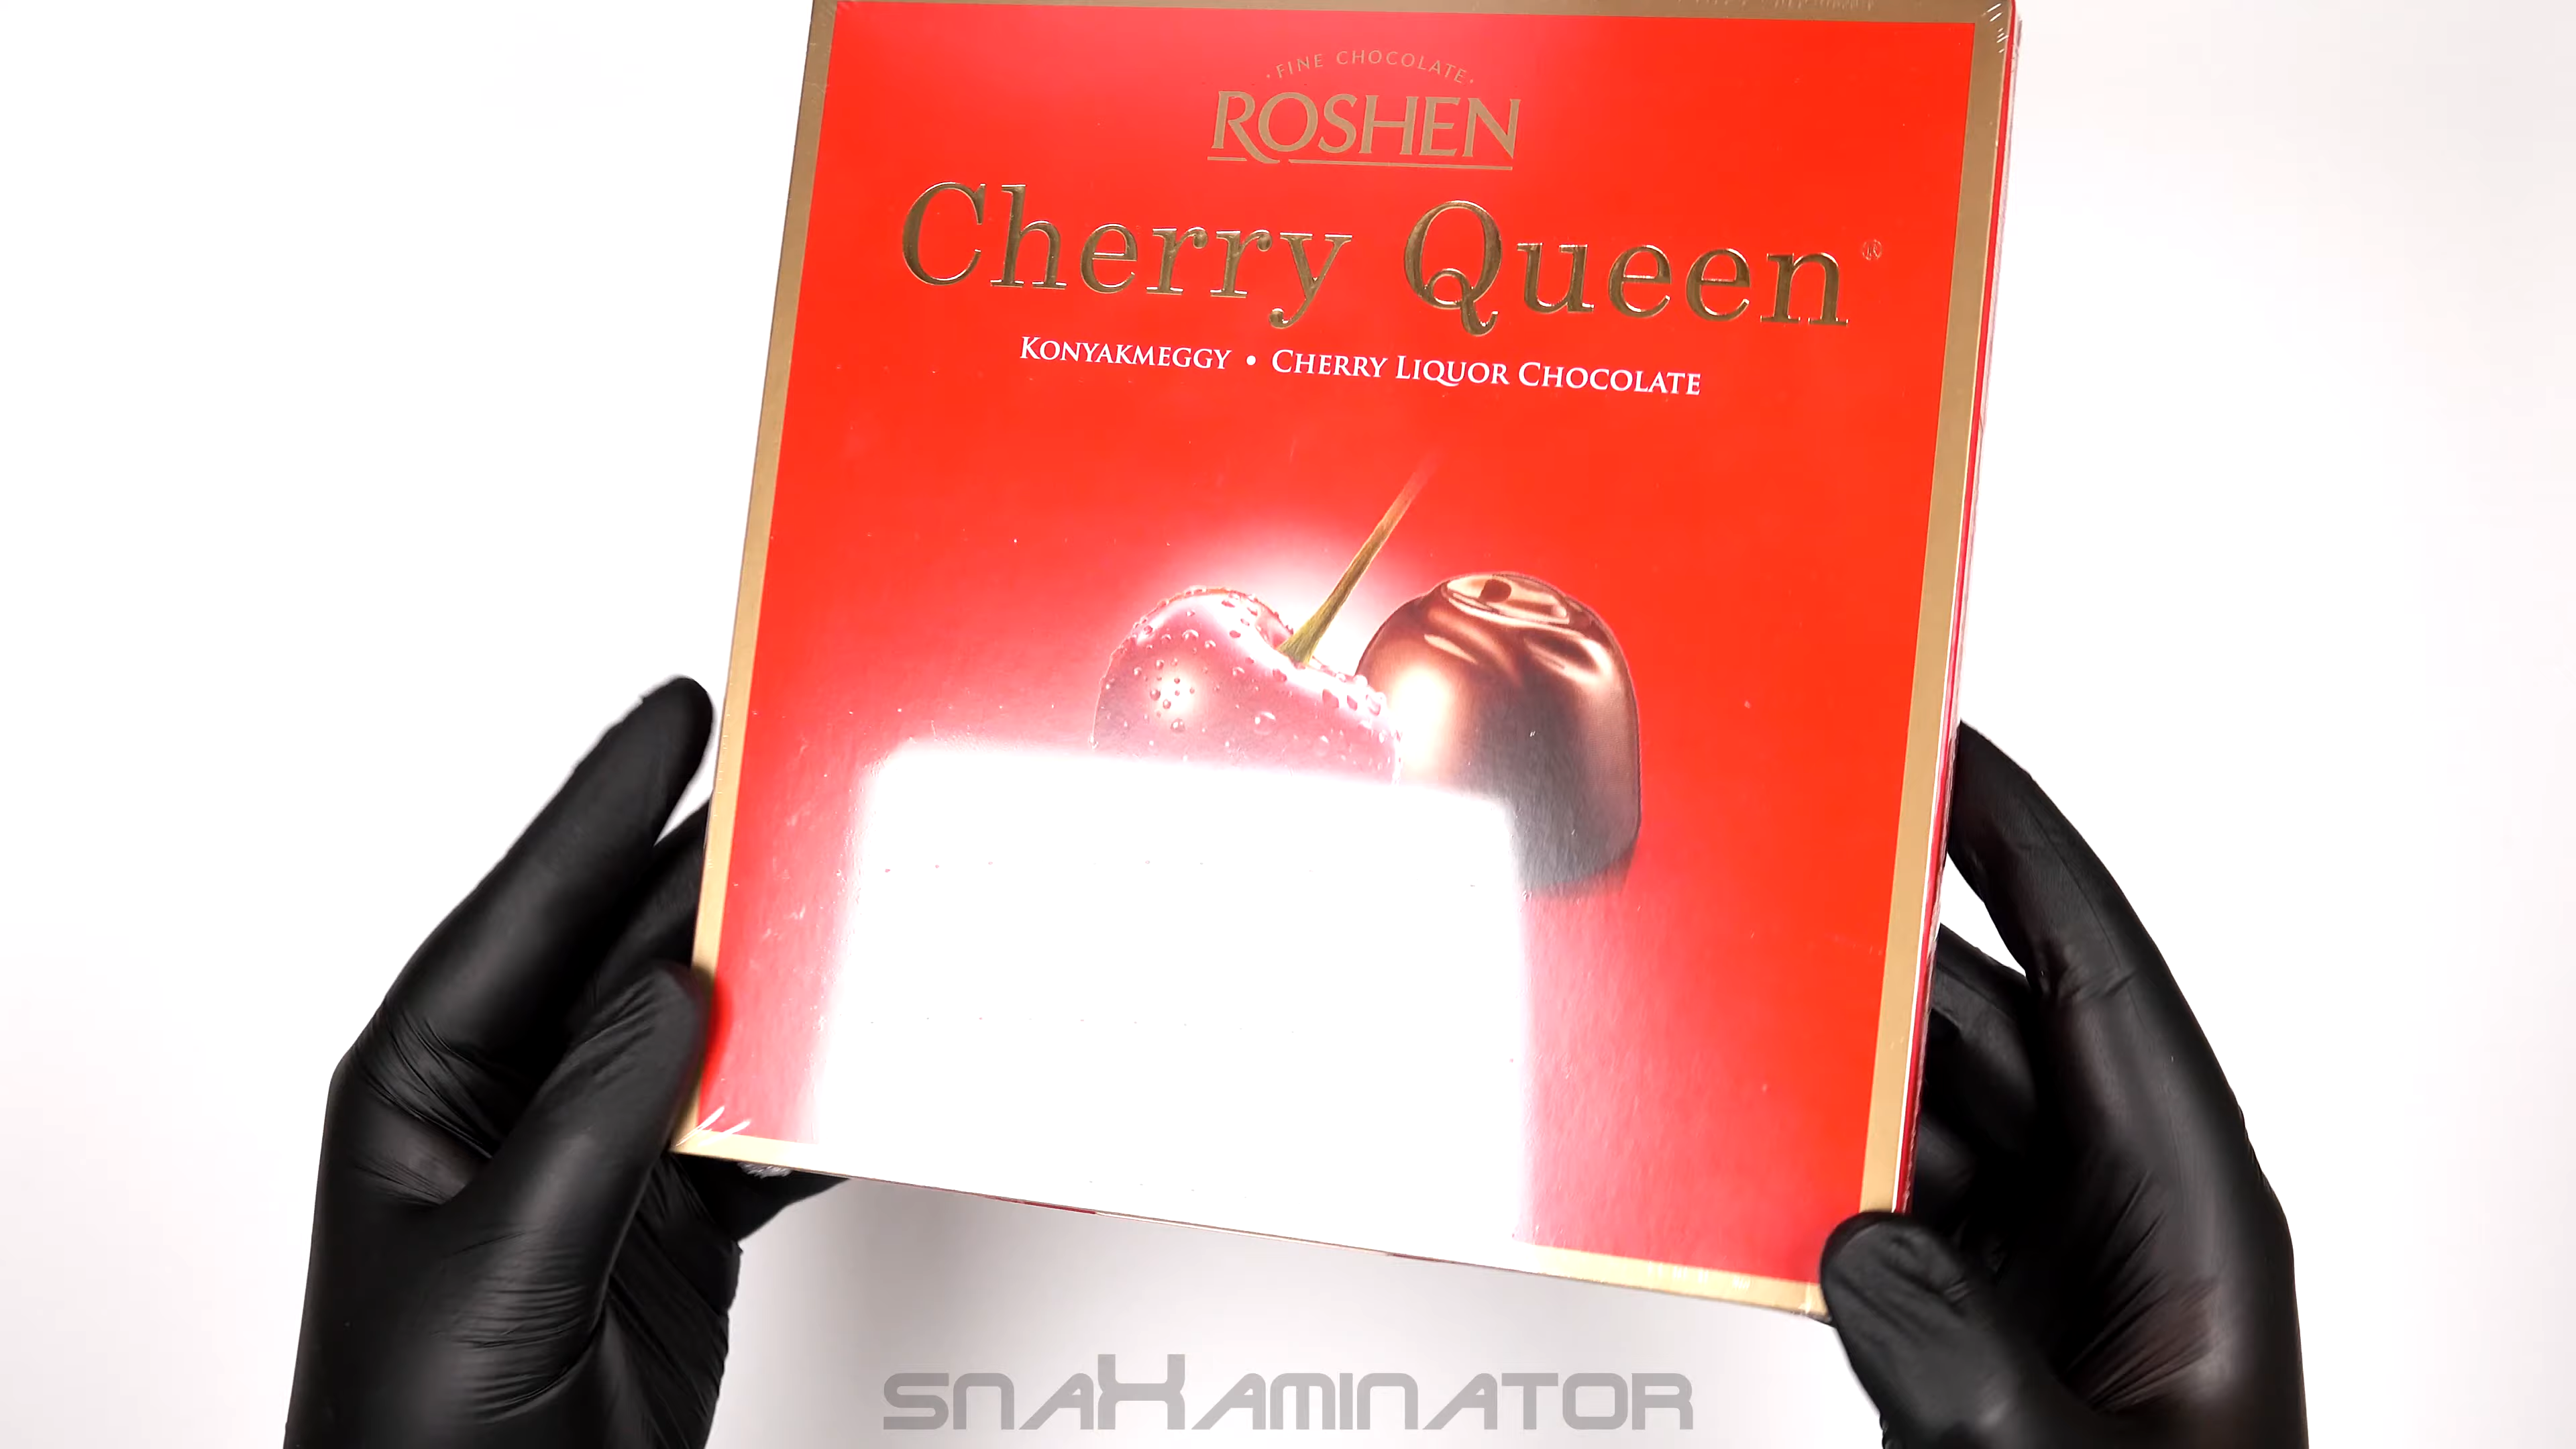 FINE CHOCOLATE
ROSHEN
Cherry Queen®
KONYAKMEGGY • CHERRY LIQUOR CHOCOLATE
SNAXAMINATOR